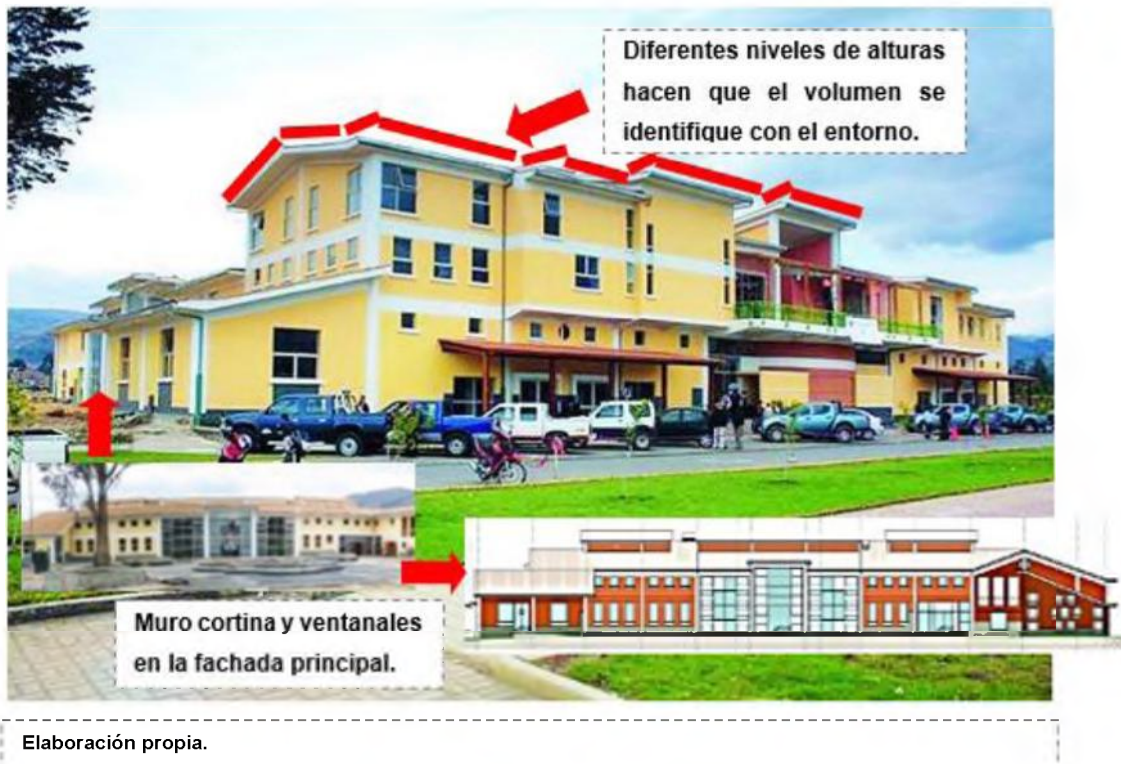 Diferentes niveles de alturas
hacen que el volumen se
identifique con el entorno.
Muro cortina y ventanales
en la fachada principal.
Elaboración propia.